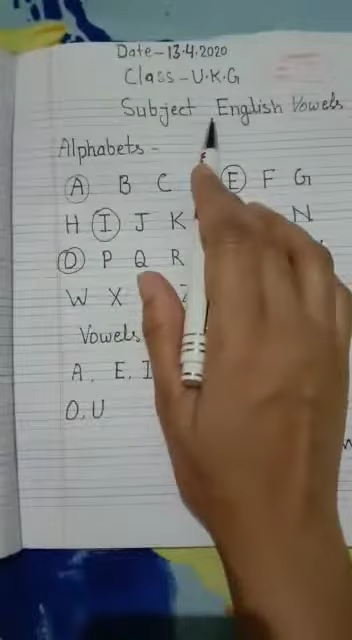 Date-13.4.2020
Class-U.K.G
Subject English Vowels
Alphabets-
A B C E F G
H I J K N
O P Q R
W X Z
Vowels
A, E, I
O, U